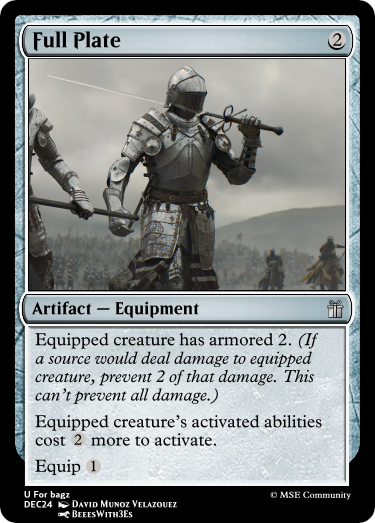 Full Plate 2
Artifact — Equipment
Equipped creature has armored 2. (If
a source would deal damage to equipped
creature, prevent 2 of that damage. This
can't prevent all damage.)
Equipped creature's activated abilities
cost 2 more to activate.
Equip 1
U For bagz
DEC24 David Munoz Velazquez © MSE Community
BeeesWith3Es